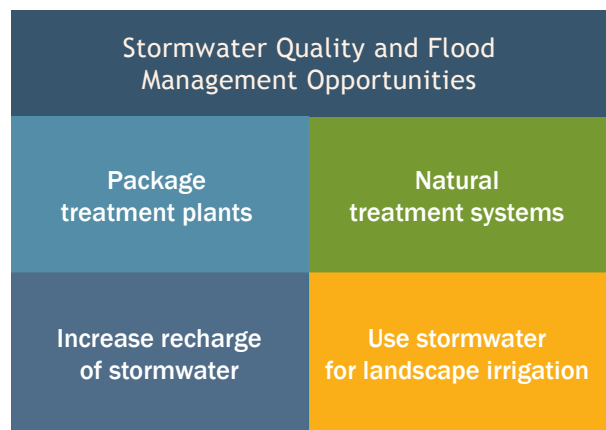 Stormwater Quality and Flood
Management Opportunities
Package
treatment plants
Natural
treatment systems
Increase recharge
of stormwater
Use stormwater
for landscape irrigation